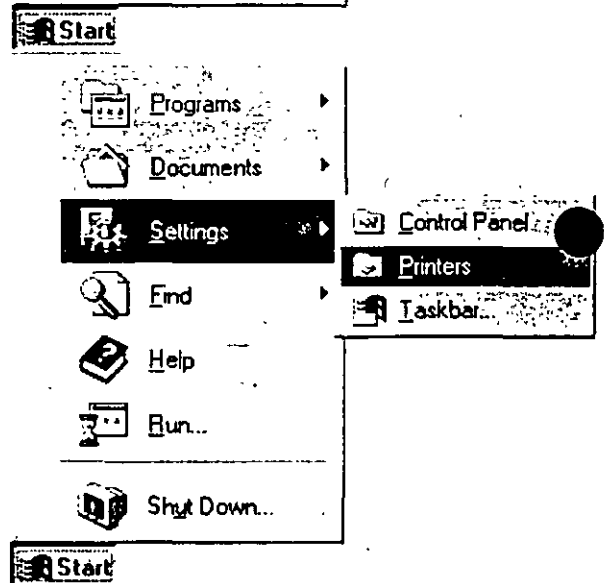 Start
Programs
Documents
Settings
Control Panel
Printers
Taskbar...
Find
Help
Run...
Shut Down...
Start